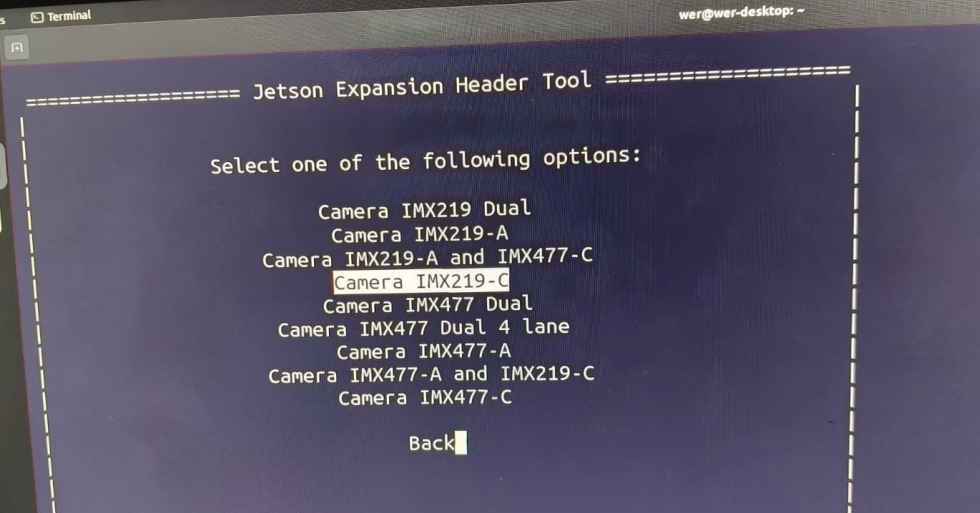 Terminal
wer@wer-desktop: ~
=================== Jetson Expansion Header Tool ===================
Select one of the following options:
Camera IMX219 Dual
Camera IMX219-A
Camera IMX219-A and IMX477-C
Camera IMX219-C
Camera IMX477 Dual
Camera IMX477 Dual 4 lane
Camera IMX477-A
Camera IMX477-A and IMX219-C
Camera IMX477-C
Back